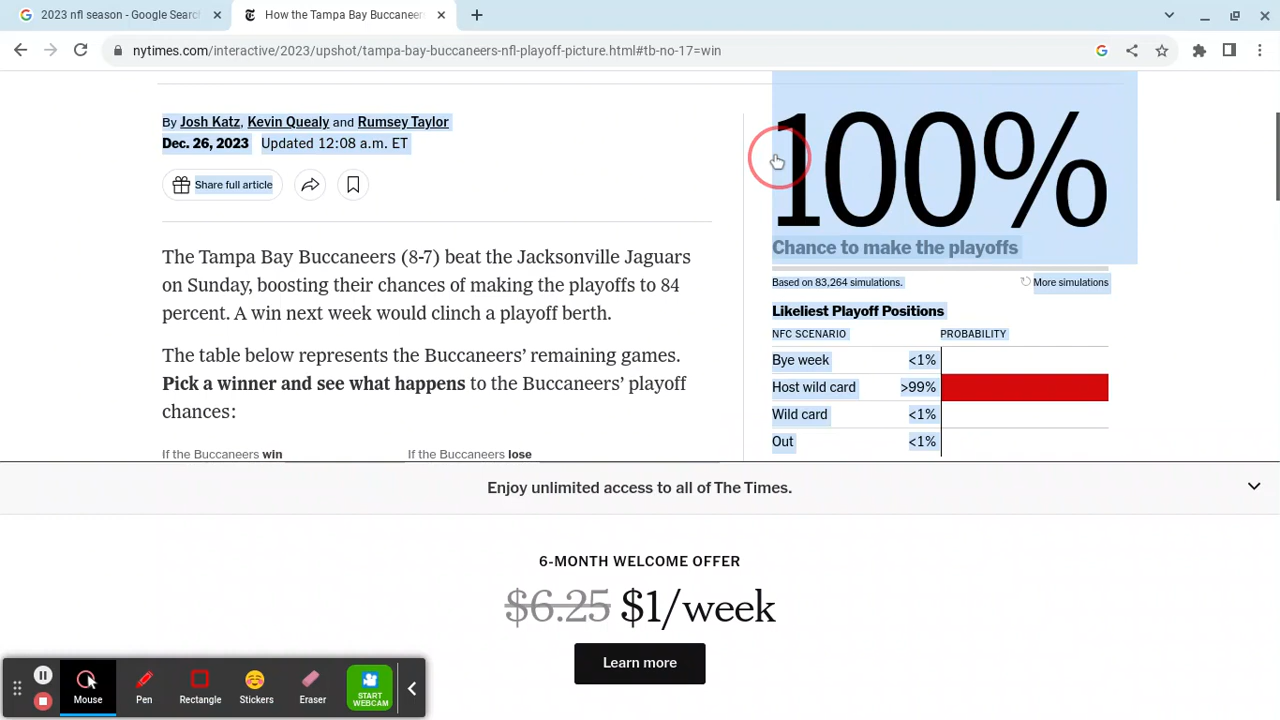 2023 nfl season - Google Searc
How the Tampa Bay Buccaneers
nytimes.com/interactive/2023/upshot/tampa-bay-buccaneers-nfl-playoff-picture.html#tb-no-17=win
By Josh Katz, Kevin Quealy and Rumsey Taylor
Dec. 26, 2023 Updated 12:08 a.m. ET
Share full article
The Tampa Bay Buccaneers (8-7) beat the Jacksonville Jaguars
on Sunday, boosting their chances of making the playoffs to 84
percent. A win next week would clinch a playoff berth.
The table below represents the Buccaneers’ remaining games.
Pick a winner and see what happens to the Buccaneers’ playoff
chances:
If the Buccaneers win
If the Buccaneers lose
100%
Chance to make the playoffs
Based on 83,264 simulations.
More simulations
Likeliest Playoff Positions
NFC SCENARIO PROBABILITY
Bye week <1%
Host wild card >99%
Wild card <1%
Out <1%
Enjoy unlimited access to all of The Times.
6-MONTH WELCOME OFFER
$6.25 $1/week
Learn more
Mouse
Pen
Rectangle
Stickers
Eraser
START
WEBCAM